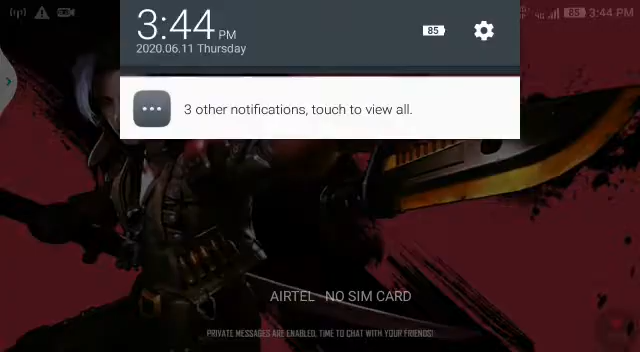 3:44 PM
85 3:44 PM
2020.06.11 Thursday
85
3 other notifications, touch to view all.
AIRTEL NO SIM CARD
PRIVATE MESSAGES ARE ENABLED, TIME TO CHAT WITH YOUR FRIENDS!